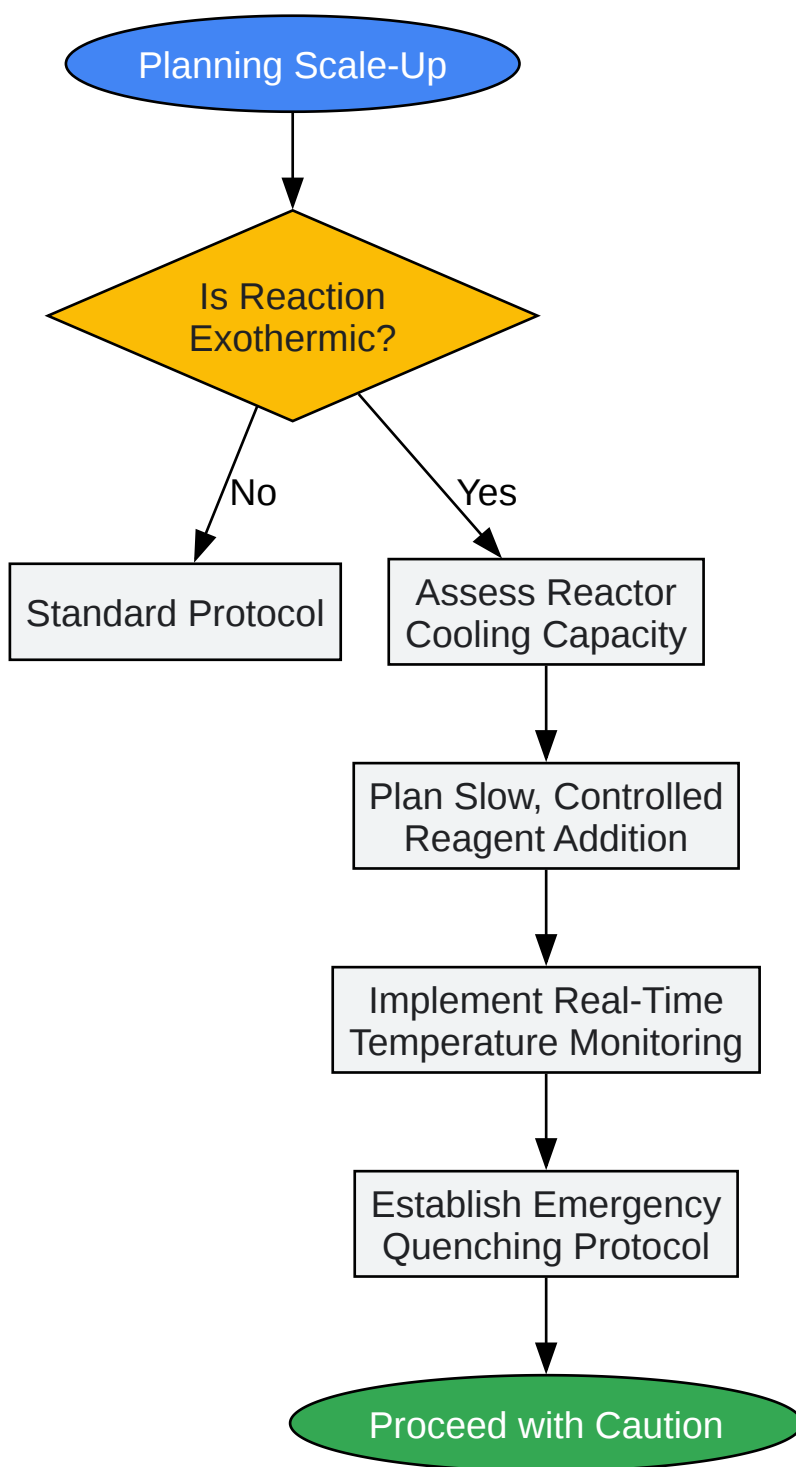 Planning Scale-Up
Is Reaction
Exothermic?
No
Yes
Standard Protocol
Assess Reactor
Cooling Capacity
Plan Slow, Controlled
Reagent Addition
Implement Real-Time
Temperature Monitoring
Establish Emergency
Quenching Protocol
Proceed with Caution